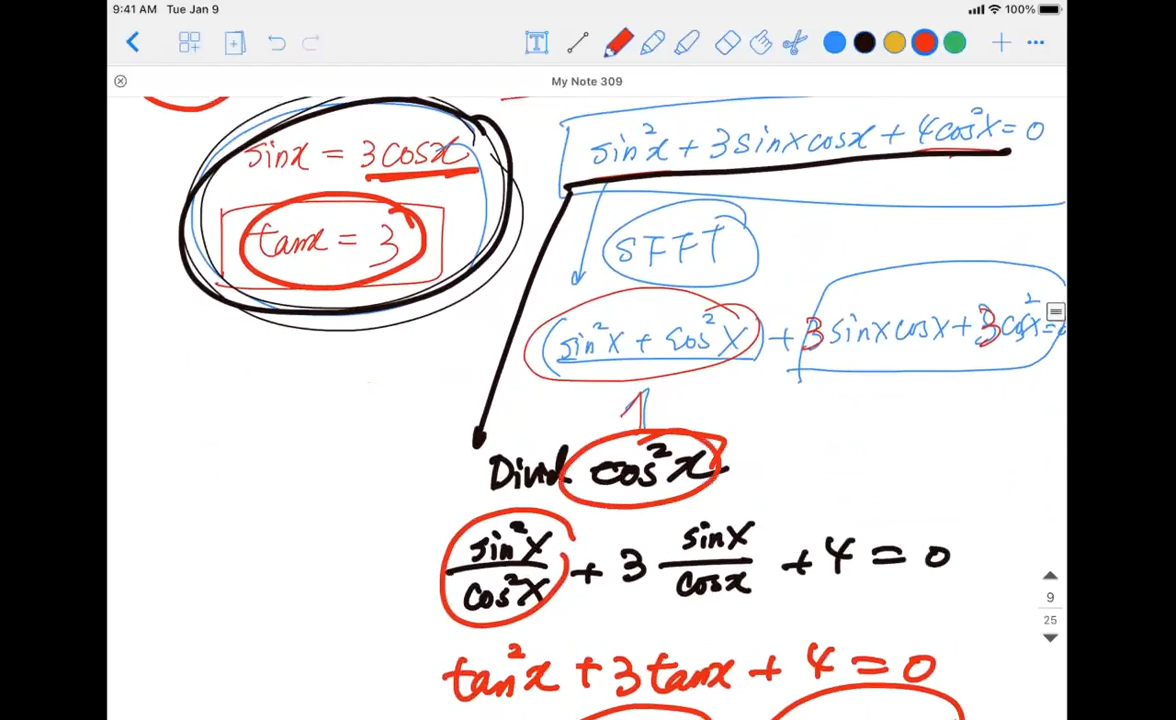 9:41 AM Tue Jan 9
100%
My Note 309
sinx = 3cosx
tanx = 3
sin²x + 3sinxcosx + 4cos²x = 0
SFFT
(sin²x + cos²x) + 3sinxcosx + 3cos²x = 0
1
cos²x
sin²x/cos²x + 3 sinx/cosx + 4 = 0
tan²x + 3tanx + 4 = 0
9
25